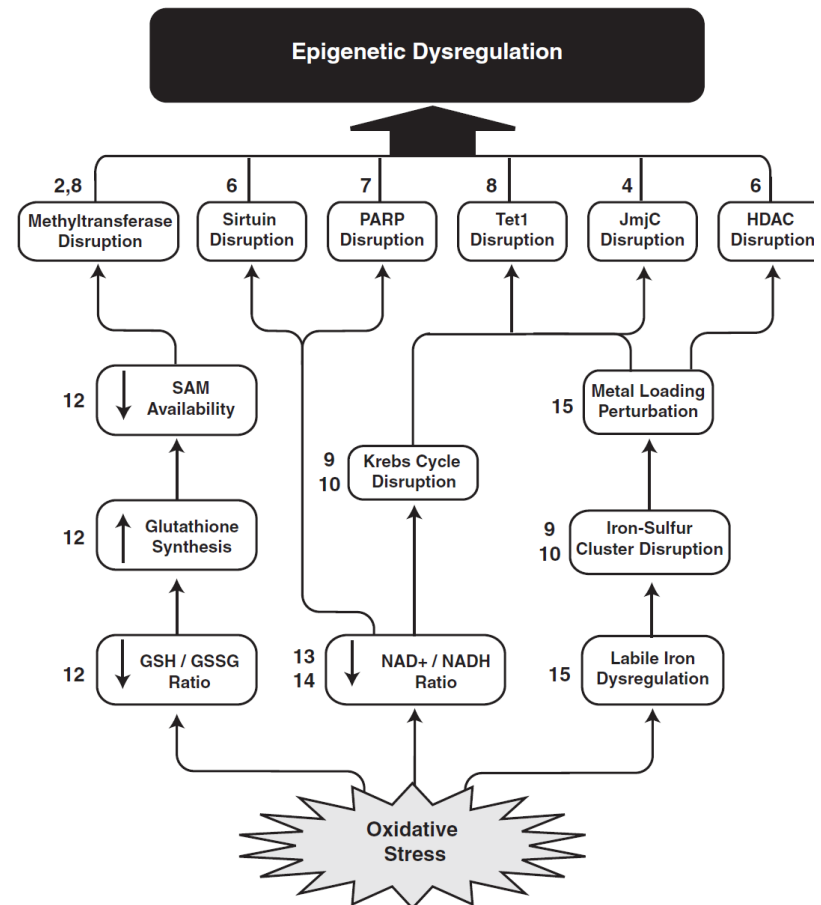 Epigenetic Dysregulation
2,8
6
7
8
4
6
Methyltransferase
Disruption
Sirtuin
Disruption
PARP
Disruption
Tet1
Disruption
JmjC
Disruption
HDAC
Disruption
12
SAM
Availability
15
Metal Loading
Perturbation
9
10
Krebs Cycle
Disruption
12
Glutathione
Synthesis
9
10
Iron-Sulfur
Cluster Disruption
12
GSH / GSSG
Ratio
13
14
NAD+ / NADH
Ratio
15
Labile Iron
Dysregulation
Oxidative
Stress